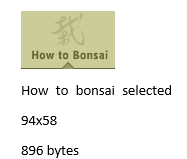 How to Bonsai
How to bonsai selected
94x58
896 bytes